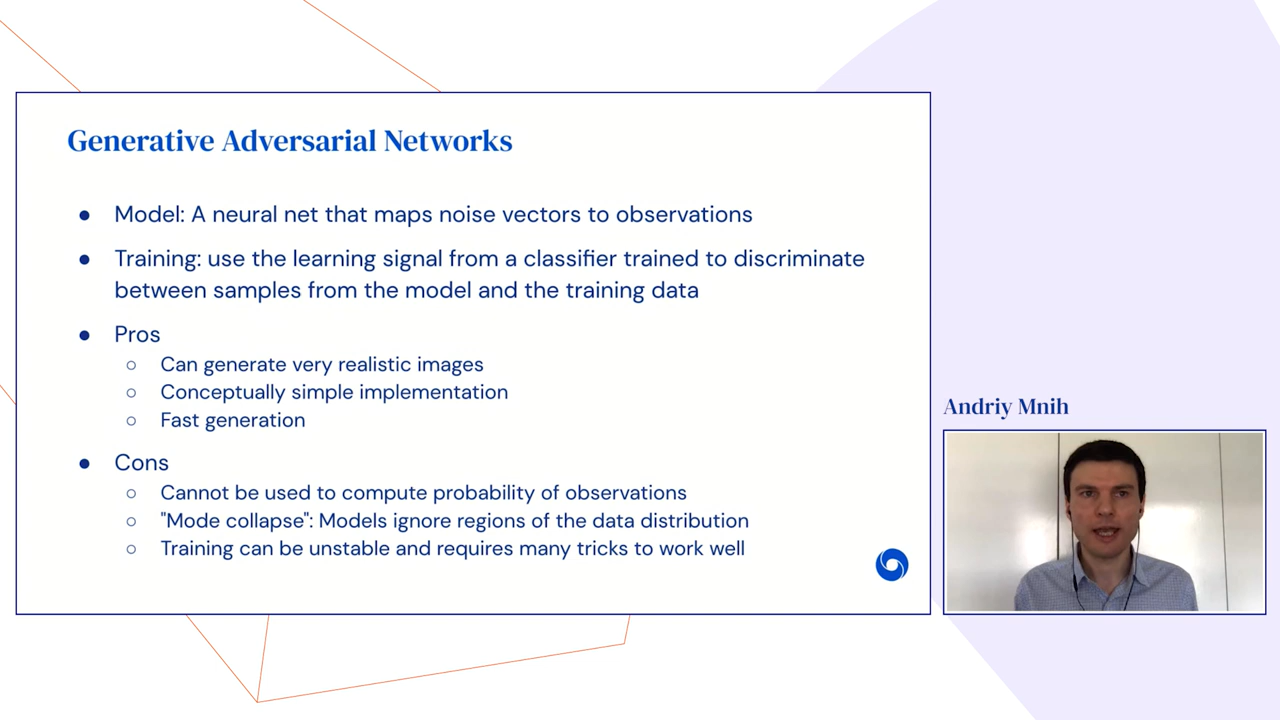 Generative Adversarial Networks
● Model: A neural net that maps noise vectors to observations
● Training: use the learning signal from a classifier trained to discriminate
between samples from the model and the training data
● Pros
○ Can generate very realistic images
○ Conceptually simple implementation
○ Fast generation
● Cons
○ Cannot be used to compute probability of observations
○ "Mode collapse": Models ignore regions of the data distribution
○ Training can be unstable and requires many tricks to work well
Andriy Mnih